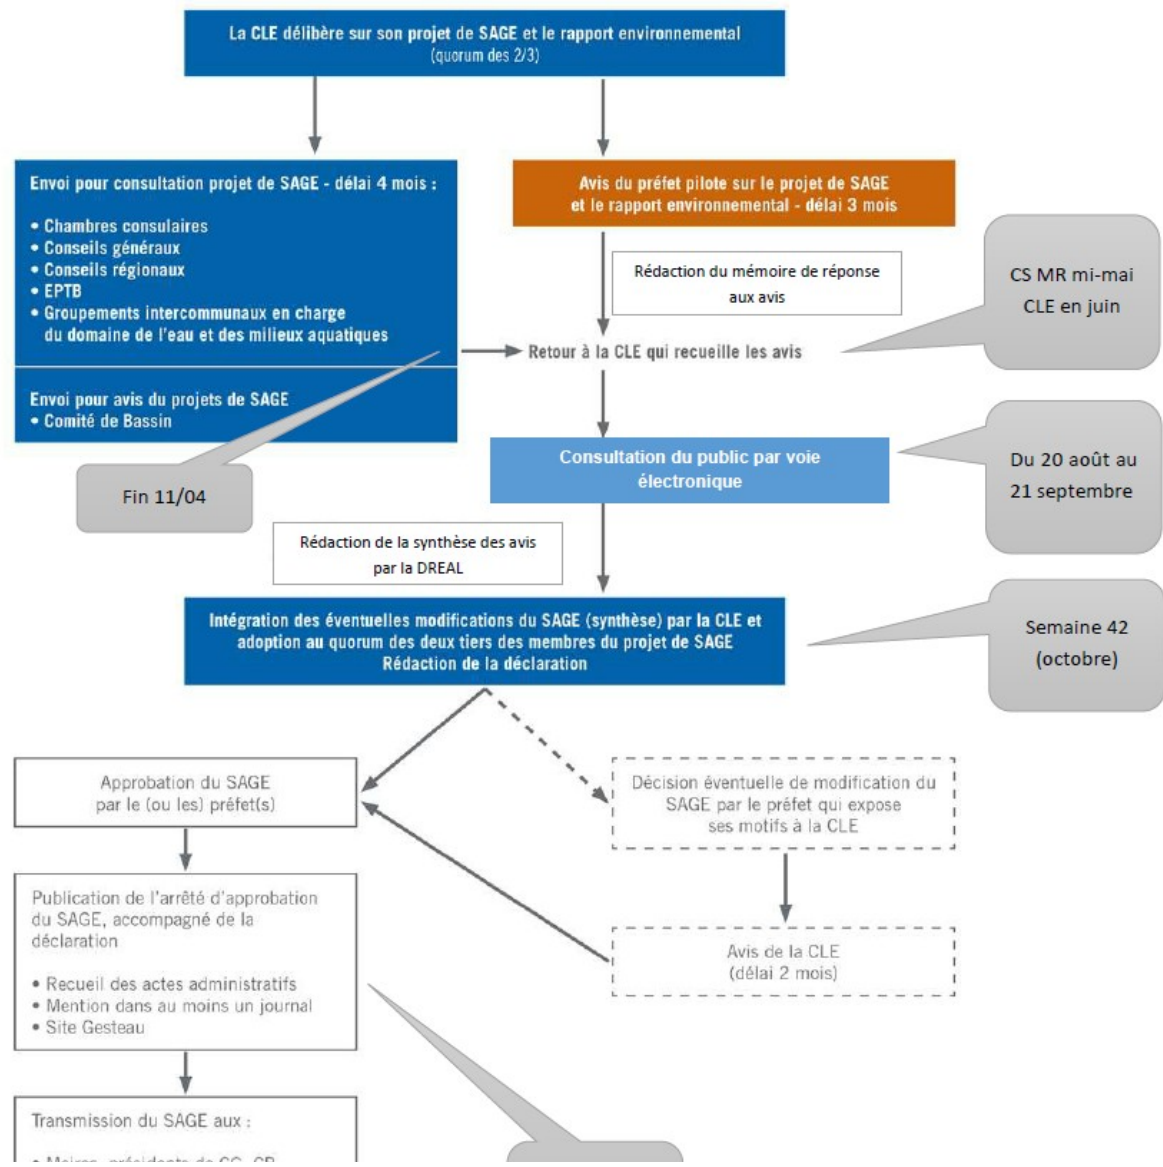 La CLE délibère sur son projet de SAGE et le rapport environnemental
(quorum des 2/3)
Envoi pour consultation projet de SAGE - délai 4 mois :
• Chambres consulaires
• Conseils généraux
• Conseils régionaux
• EPTB
• Groupements intercommunaux en charge
du domaine de l'eau et des milieux aquatiques
Envoi pour avis du projets de SAGE
• Comité de Bassin
Avis du préfet pilote sur le projet de SAGE
et le rapport environnemental - délai 3 mois
Rédaction du mémoire de réponse
aux avis
CS MR mi-mai
CLE en juin
Retour à la CLE qui recueille les avis
Fin 11/04
Consultation du public par voie
électronique
Du 20 août au
21 septembre
Rédaction de la synthèse des avis
par la DREAL
Intégration des éventuelles modifications du SAGE (synthèse) par la CLE et
adoption au quorum des deux tiers des membres du projet de SAGE
Rédaction de la déclaration
Semaine 42
(octobre)
Approbation du SAGE
par le (ou les) préfet(s)
Décision éventuelle de modification du
SAGE par le préfet qui expose
ses motifs à la CLE
Publication de l'arrêté d'approbation
du SAGE, accompagné de la
déclaration
• Recueil des actes administratifs
• Mention dans au moins un journal
• Site Gesteau
Avis de la CLE
(délai 2 mois)
Transmission du SAGE aux :
• Maires, présidents de CG, CR